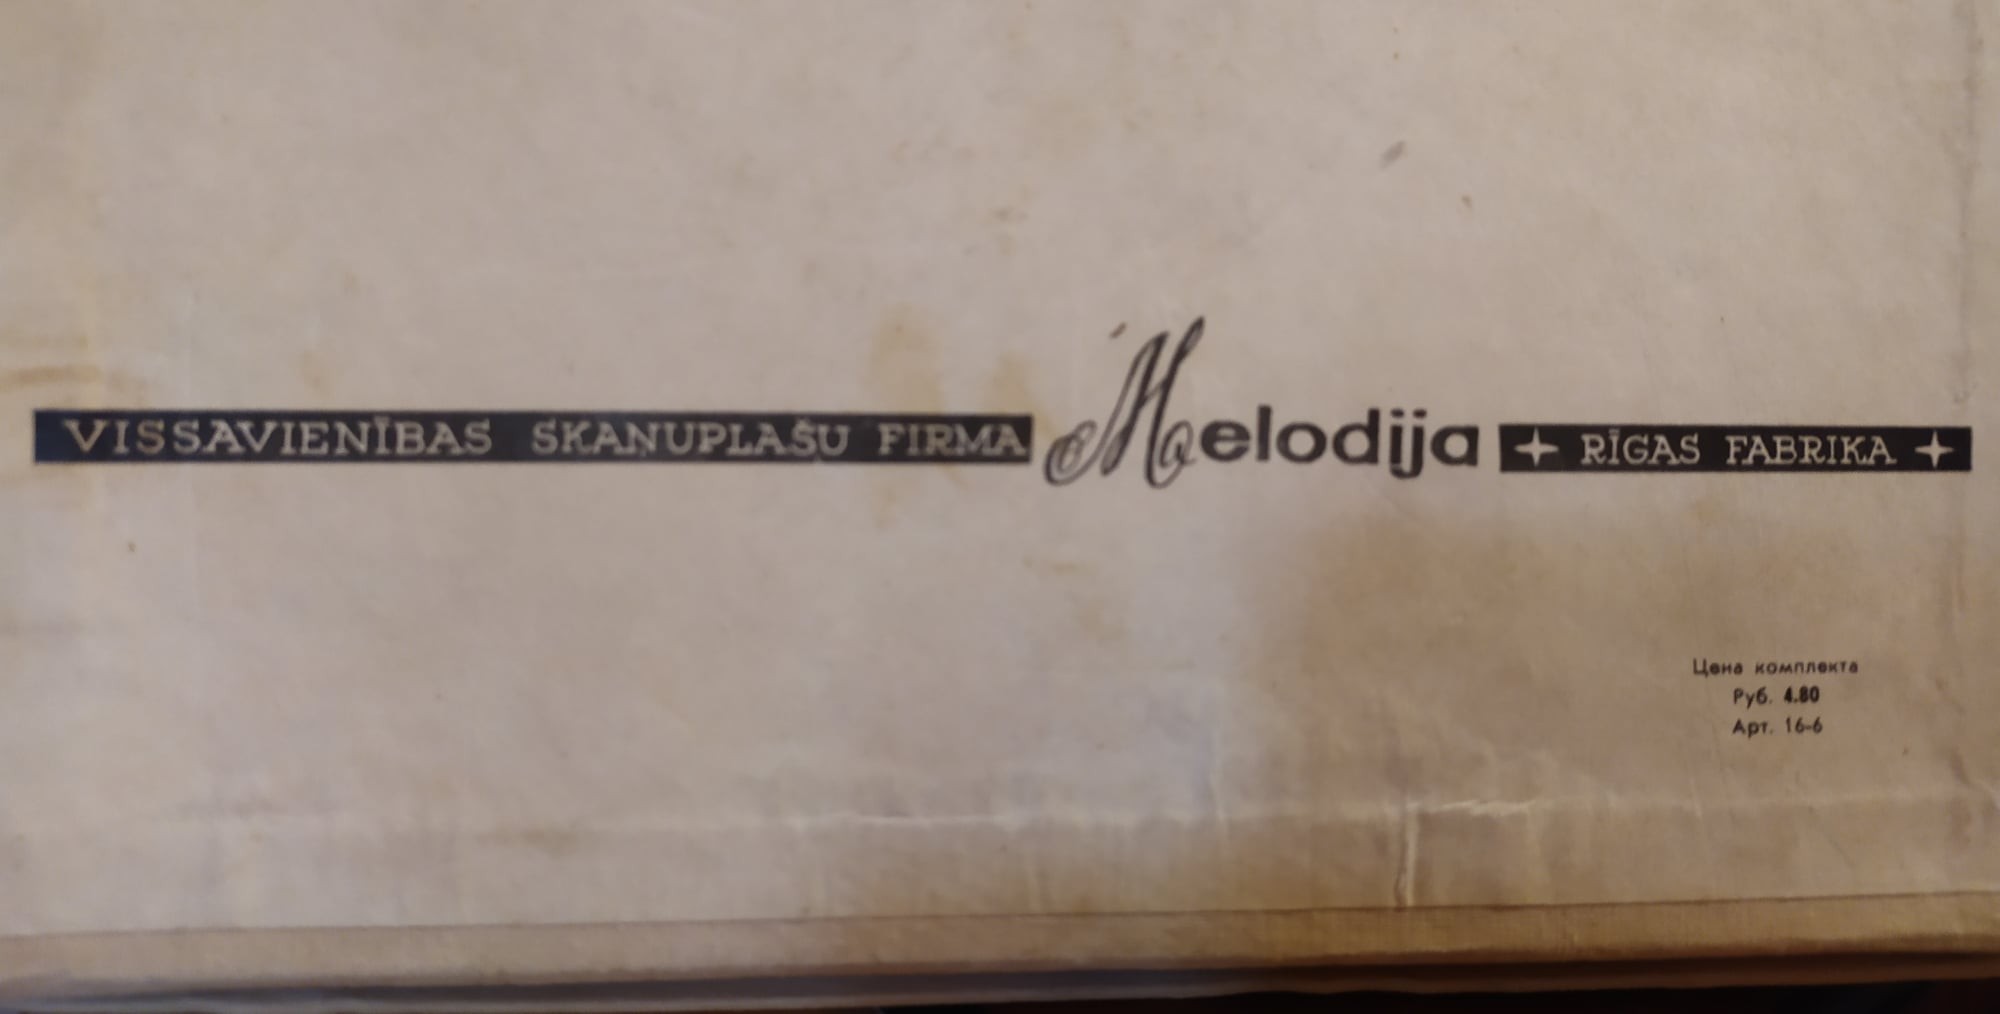 VISSAVIENĪBAS SKAŅUPLAŠU FIRMA Melodija RĪGAS FABRIKA
Цена комплекта
Руб. 4.80
Арт. 16-6